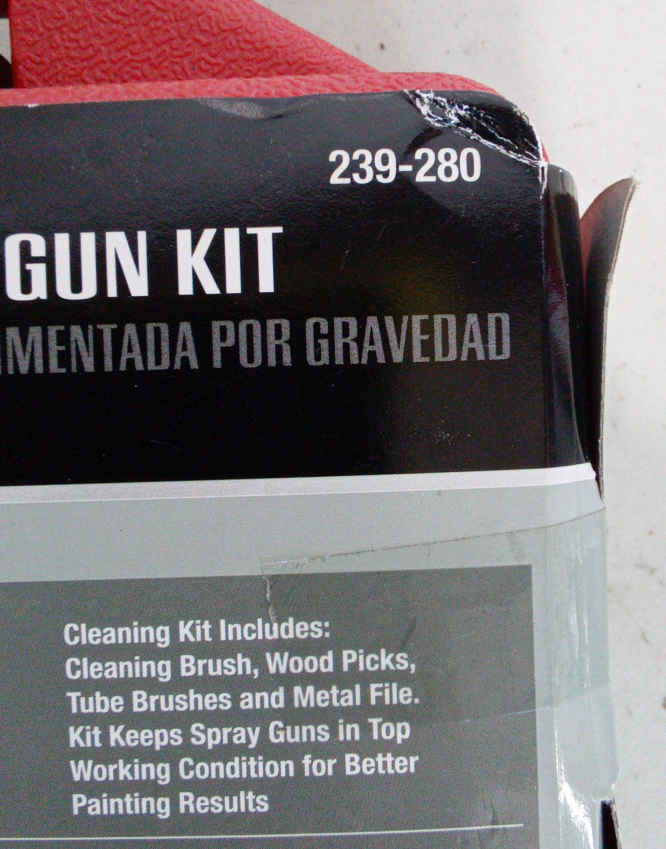 239-280
GUN KIT
MENTADA POR GRAVEDAD
Cleaning Kit Includes:
Cleaning Brush, Wood Picks,
Tube Brushes and Metal File.
Kit Keeps Spray Guns in Top
Working Condition for Better
Painting Results